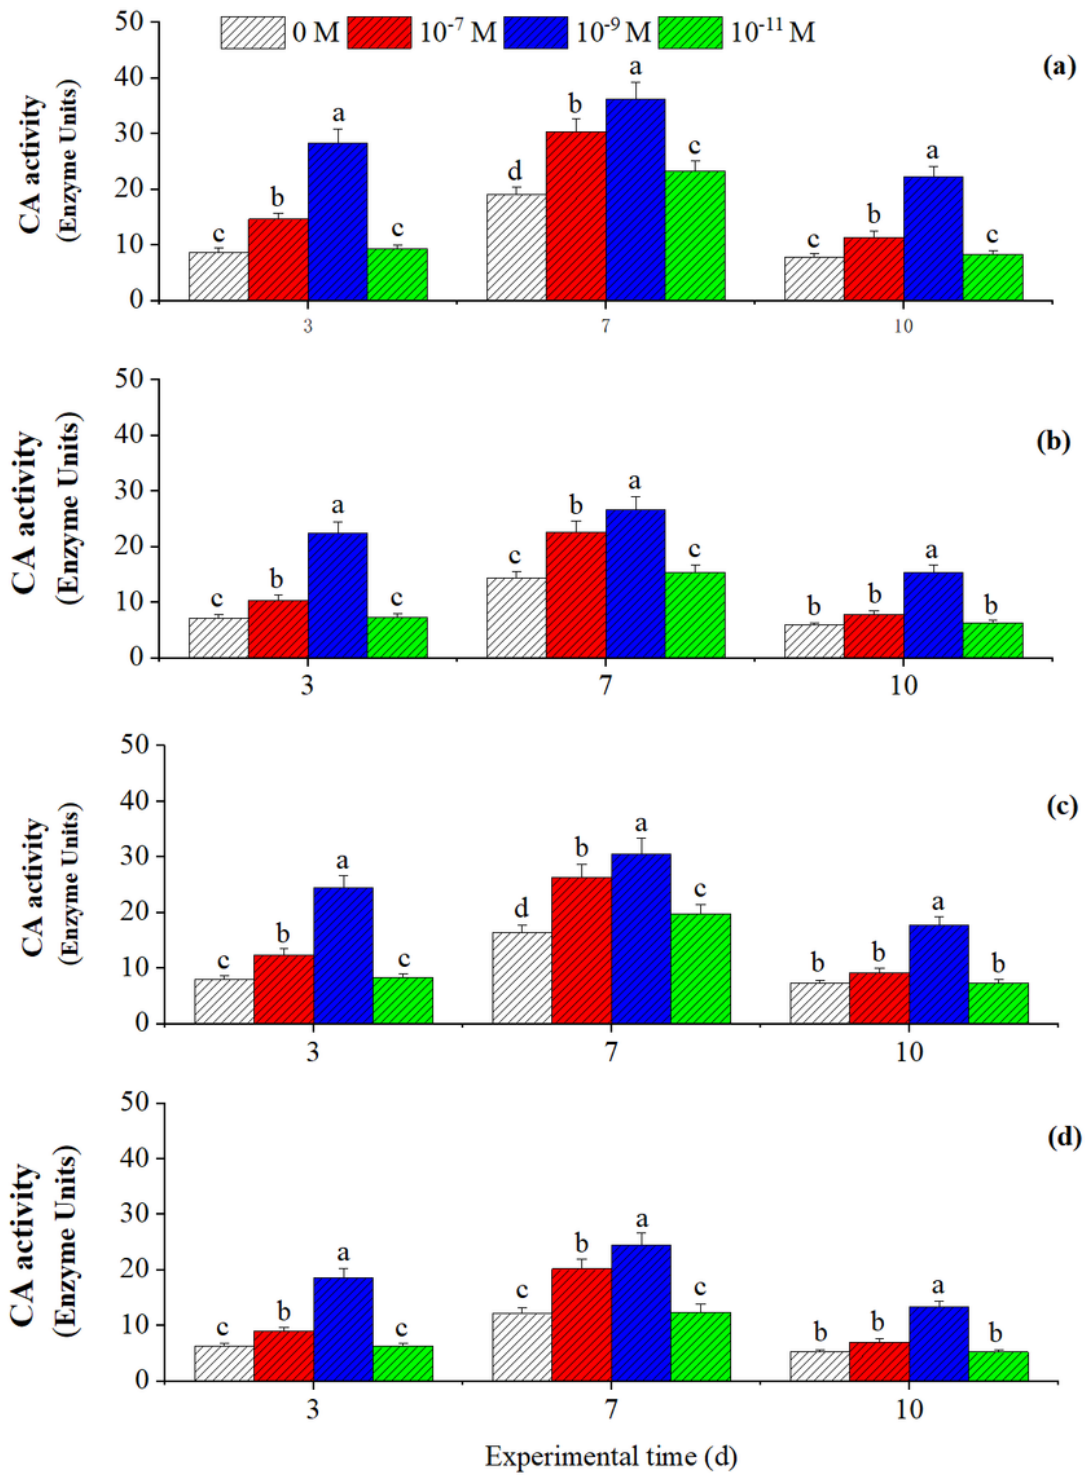 0 M 10⁻⁷ M 10⁻⁹ M 10⁻¹¹ M
(a)
CA activity
(Enzyme Units)
50
40
30
20
10
0
c b a c
d b a c
c b a c
3 7 10
(b)
CA activity
(Enzyme Units)
50
40
30
20
10
0
c b a c
c b a c
b b a b
3 7 10
(c)
CA activity
(Enzyme Units)
50
40
30
20
10
0
c b a c
d b a c
b b a b
3 7 10
(d)
CA activity
(Enzyme Units)
50
40
30
20
10
0
c b a c
c b a c
b b a b
3 7 10
Experimental time (d)